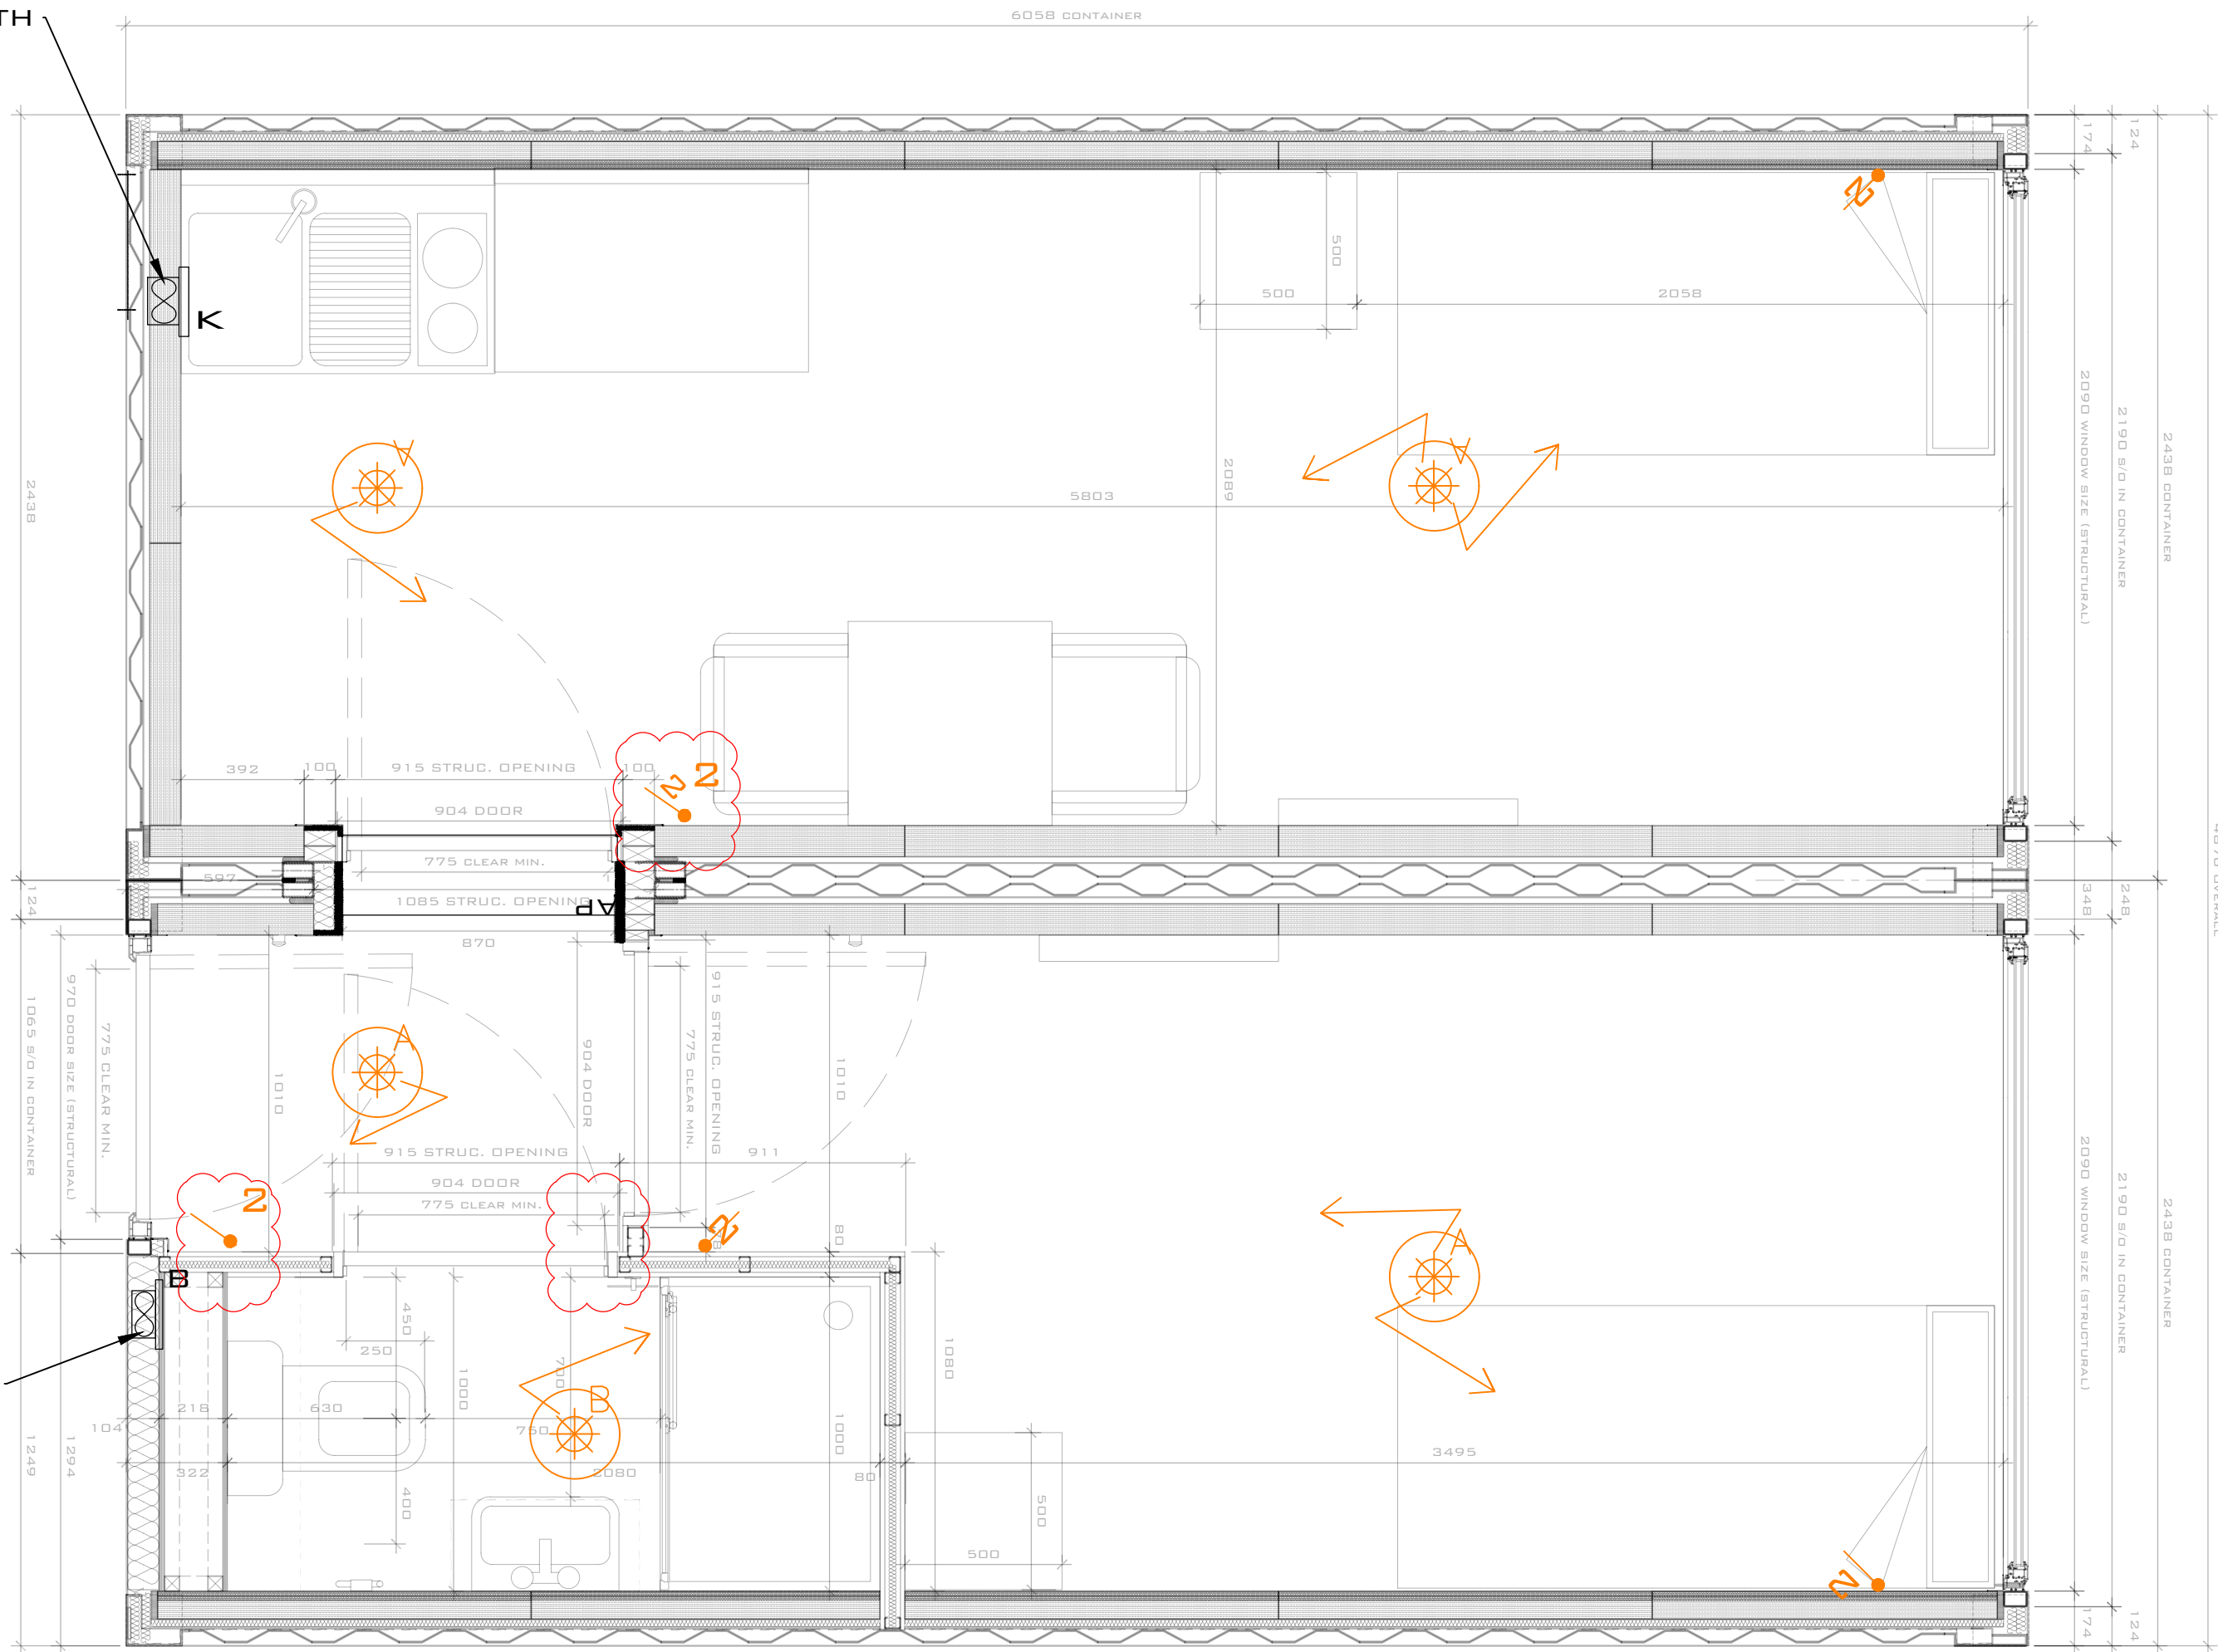 TH
6058 CONTAINER
174
124
K
500
500
2058
A
A
2
2438
2090 WINDOW SIZE (STRUCTURAL)
2190 S/O IN CONTAINER
2438 CONTAINER
5803
2089
392
100
915 STRUC. OPENING
100
2
2
904 DOOR
775 CLEAR MIN.
597
1085 STRUC. OPENING
AP
870
124
348
248
970 DOOR SIZE (STRUCTURAL)
1065 S/O IN CONTAINER
775 CLEAR MIN.
1010
A
904 DOOR
775 CLEAR MIN.
915 STRUC. OPENING
1010
915 STRUC. OPENING
911
904 DOOR
775 CLEAR MIN.
2
2
80
A
2090 WINDOW SIZE (STRUCTURAL)
2190 S/O IN CONTAINER
2438 CONTAINER
B
450
250
1000
700
1080
B
218
630
750
1000
104
322
2080
80
3495
400
500
500
1249
1294
2
174
124